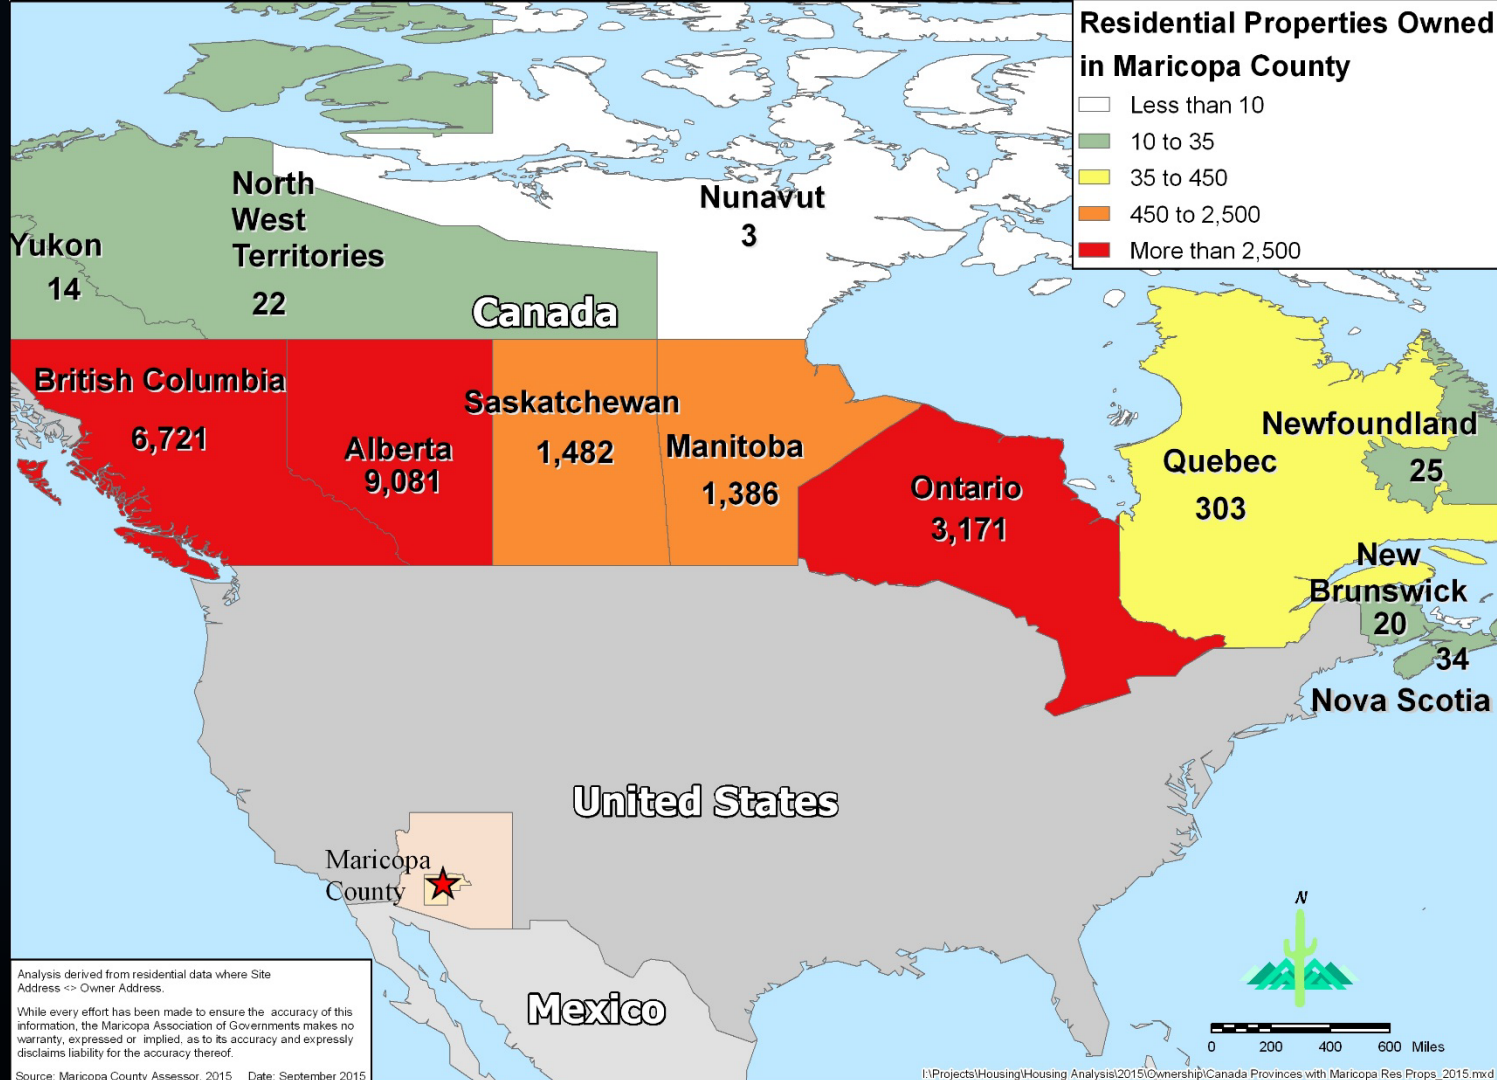 Residential Properties Owned
in Maricopa County
Less than 10
10 to 35
35 to 450
450 to 2,500
More than 2,500
North
West
Territories
22
Nunavut
3
Yukon
14
Canada
British Columbia
6,721
Alberta
9,081
Saskatchewan
1,482
Manitoba
1,386
Ontario
3,171
Quebec
303
Newfoundland
25
New
Brunswick
20
34
Nova Scotia
United States
Maricopa
County
Mexico
N
0 200 400 600 Miles
Analysis derived from residential data where Site
Address <> Owner Address.
While every effort has been made to ensure the accuracy of this
information, the Maricopa Association of Governments makes no
warranty, expressed or implied, as to its accuracy and expressly
disclaims liability for the accuracy thereof.
Source: Maricopa County Assessor, 2015 Date: September 2015
I:\Projects\Housing\Housing Analysis\2015\Ownership\Canada Provinces with Maricopa Res Props_2015.mxd